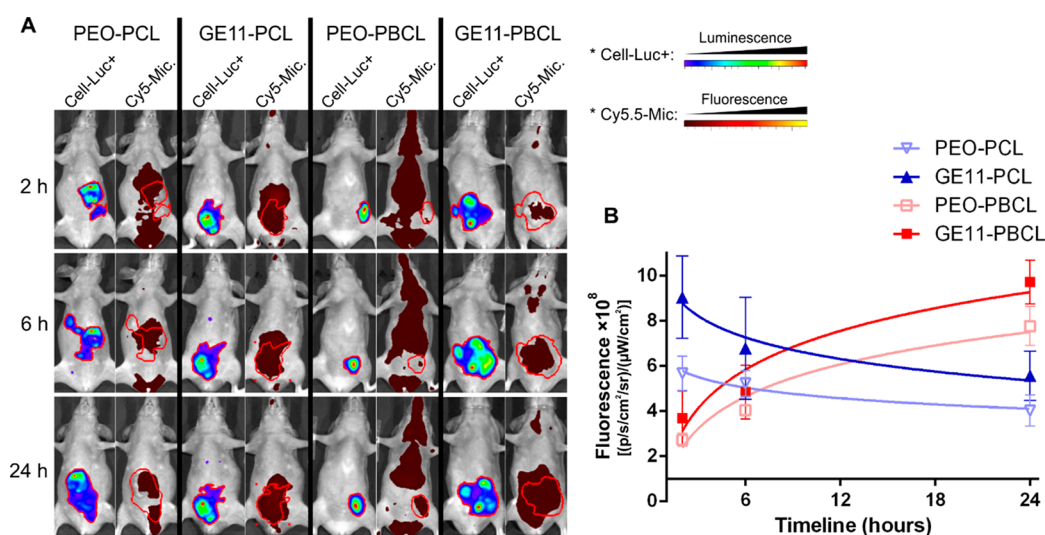 A
PEO-PCL GE11-PCL PEO-PBCL GE11-PBCL
Cell-Luc+ Cy5-Mic. Cell-Luc+ Cy5-Mic. Cell-Luc+ Cy5-Mic. Cell-Luc+ Cy5-Mic.
2 h
6 h
24 h
Luminescence
* Cell-Luc+:
Fluorescence
* Cy5.5-Mic:
PEO-PCL
GE11-PCL
PEO-PBCL
GE11-PBCL
B
Fluorescence ×10⁸
[(p/s/cm²/sr)/(µW/cm²)]
10
8
6
4
2
0
6 12 18 24
Timeline (hours)